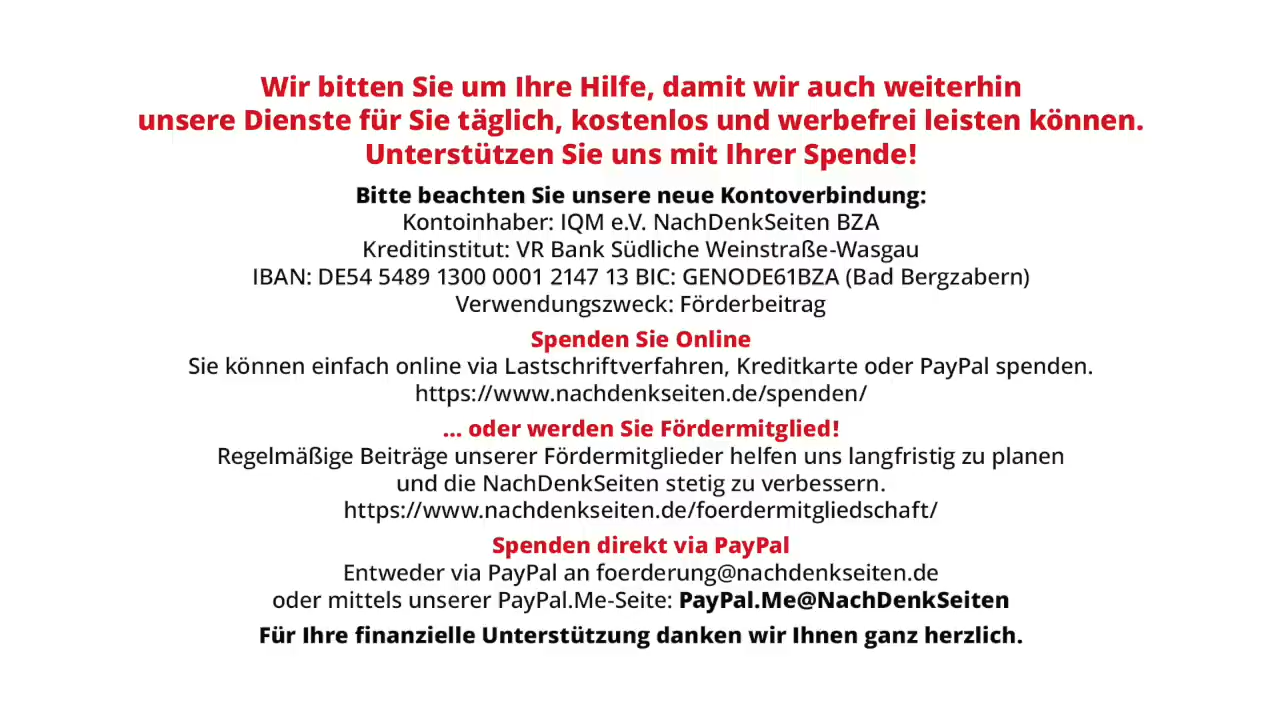 Wir bitten Sie um Ihre Hilfe, damit wir auch weiterhin
unsere Dienste für Sie täglich, kostenlos und werbefrei leisten können.
Unterstützen Sie uns mit Ihrer Spende!
Bitte beachten Sie unsere neue Kontoverbindung:
Kontoinhaber: IQM e.V. NachDenkSeiten BZA
Kreditinstitut: VR Bank Südliche Weinstraße-Wasgau
IBAN: DE54 5489 1300 0001 2147 13 BIC: GENODE61BZA (Bad Bergzabern)
Verwendungszweck: Förderbeitrag
Spenden Sie Online
Sie können einfach online via Lastschriftverfahren, Kreditkarte oder PayPal spenden.
https://www.nachdenkseiten.de/spenden/
... oder werden Sie Fördermitglied!
Regelmäßige Beiträge unserer Fördermitglieder helfen uns langfristig zu planen
und die NachDenkSeiten stetig zu verbessern.
https://www.nachdenkseiten.de/foerdermitgliedschaft/
Spenden direkt via PayPal
Entweder via PayPal an foerderung@nachdenkseiten.de
oder mittels unserer PayPal.Me-Seite: PayPal.Me@NachDenkSeiten
Für Ihre finanzielle Unterstützung danken wir Ihnen ganz herzlich.